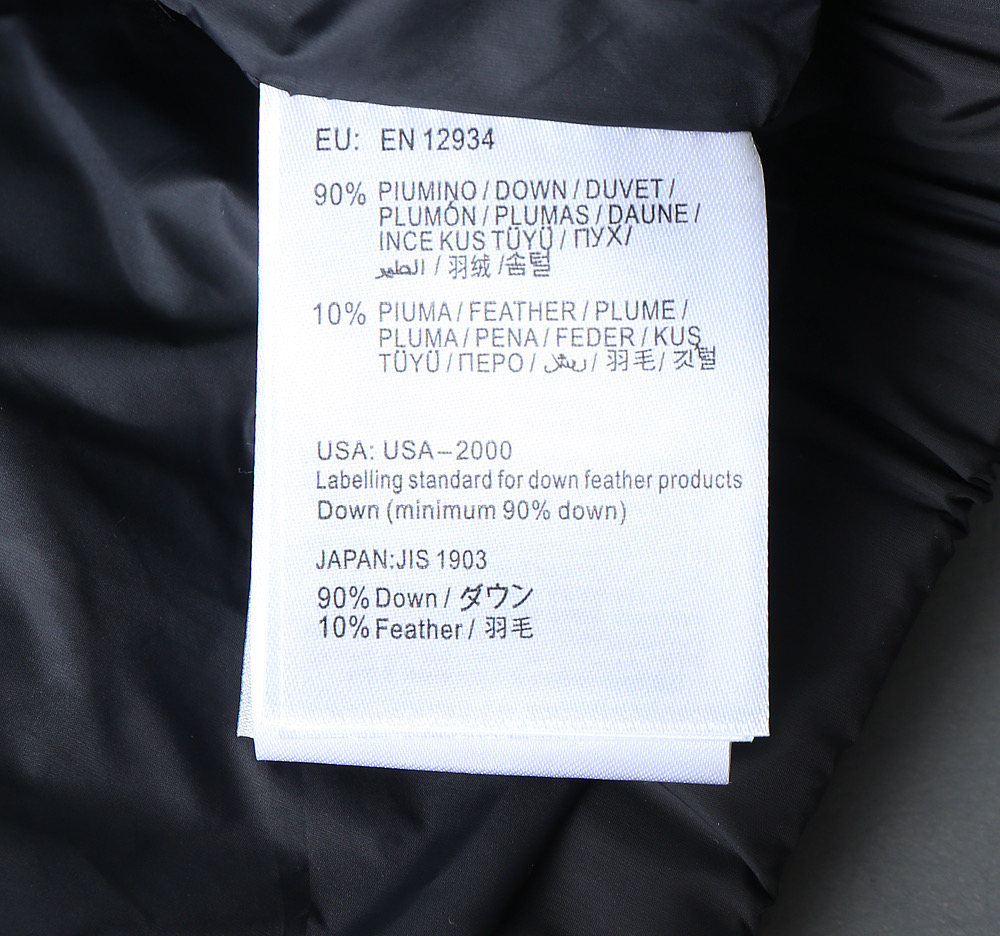 EU: EN 12934
90% PIUMINO / DOWN / DUVET /
PLUMÓN / PLUMAS / DAUNE /
INCE KUS TÜYÜ / ПУХ/
الطير / 羽绒 /솜털
10% PIUMA / FEATHER / PLUME /
PLUMA / PENA / FEDER / KUŞ
TÜYÜ / ПЕРО / ريش / 羽毛 / 깃털
USA: USA–2000
Labelling standard for down feather products
Down (minimum 90% down)
JAPAN:JIS 1903
90% Down / ダウン
10% Feather / 羽毛